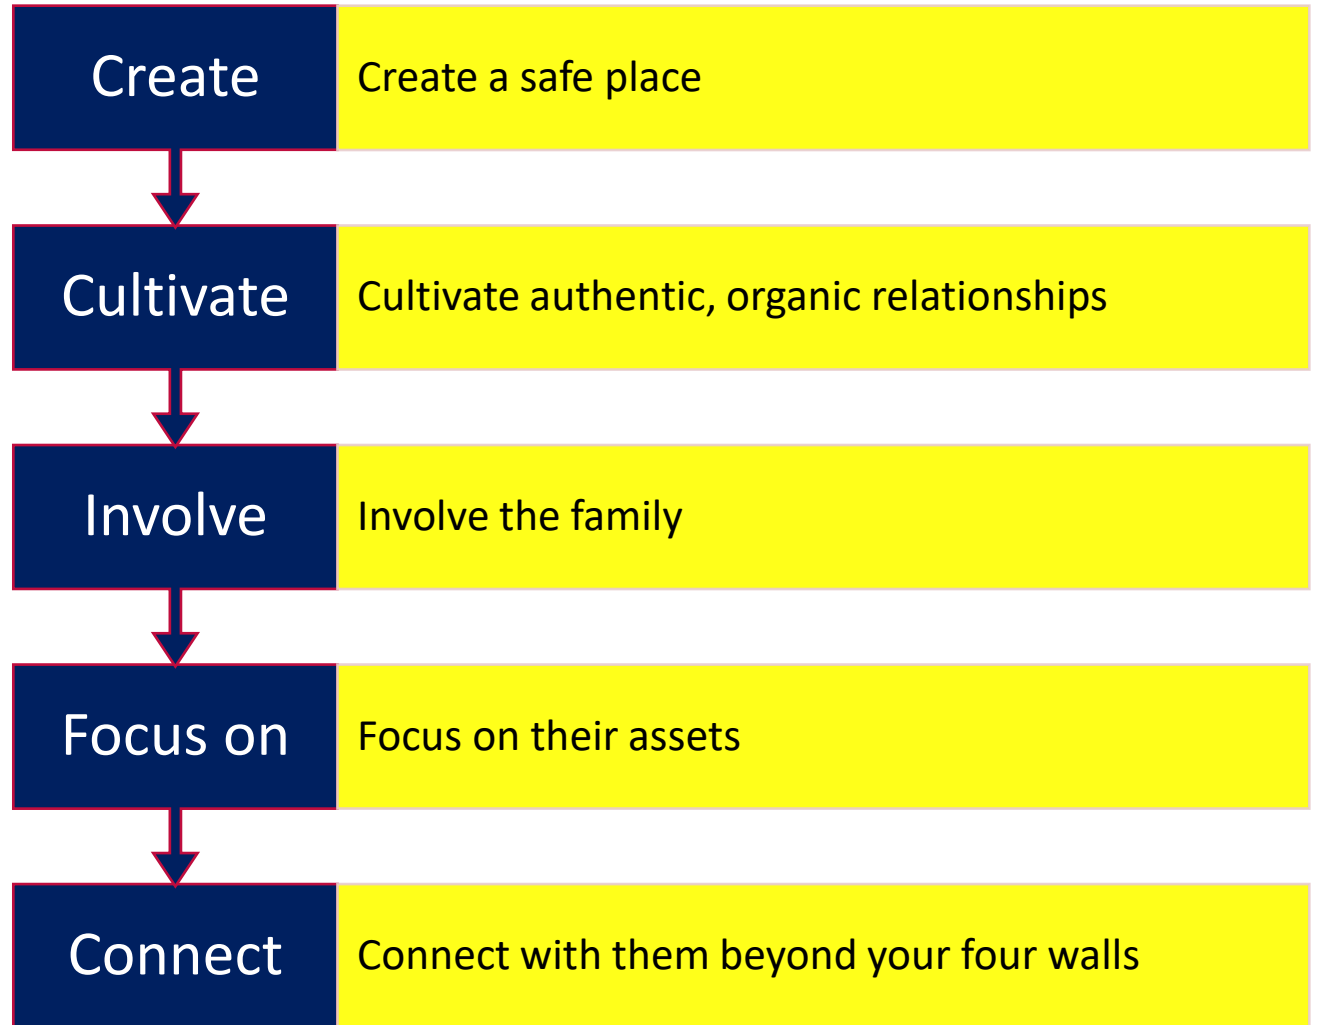 Create
Create a safe place
Cultivate
Cultivate authentic, organic relationships
Involve
Involve the family
Focus on
Focus on their assets
Connect
Connect with them beyond your four walls